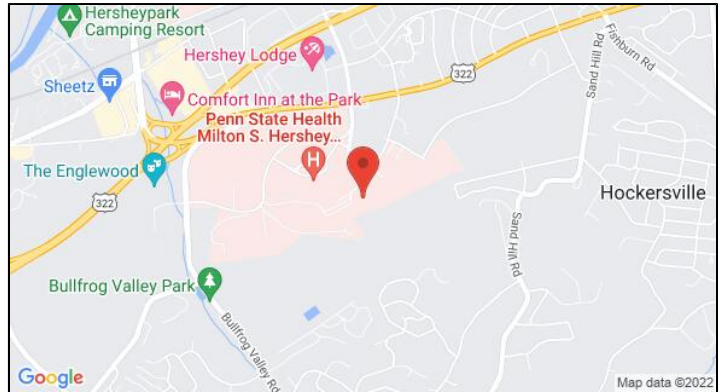 Hersheypark
Camping Resort
Hershey Lodge
Sheetz
322
Sand Hill Rd
Fishburn Rd
Comfort Inn at the Park
Penn State Health
Milton S. Hershey...
H
The Englewood
322
Hockersville
Sand Hill Rd
Bullfrog Valley Park
Bullfrog Valley Rd
Google
Map data ©2022